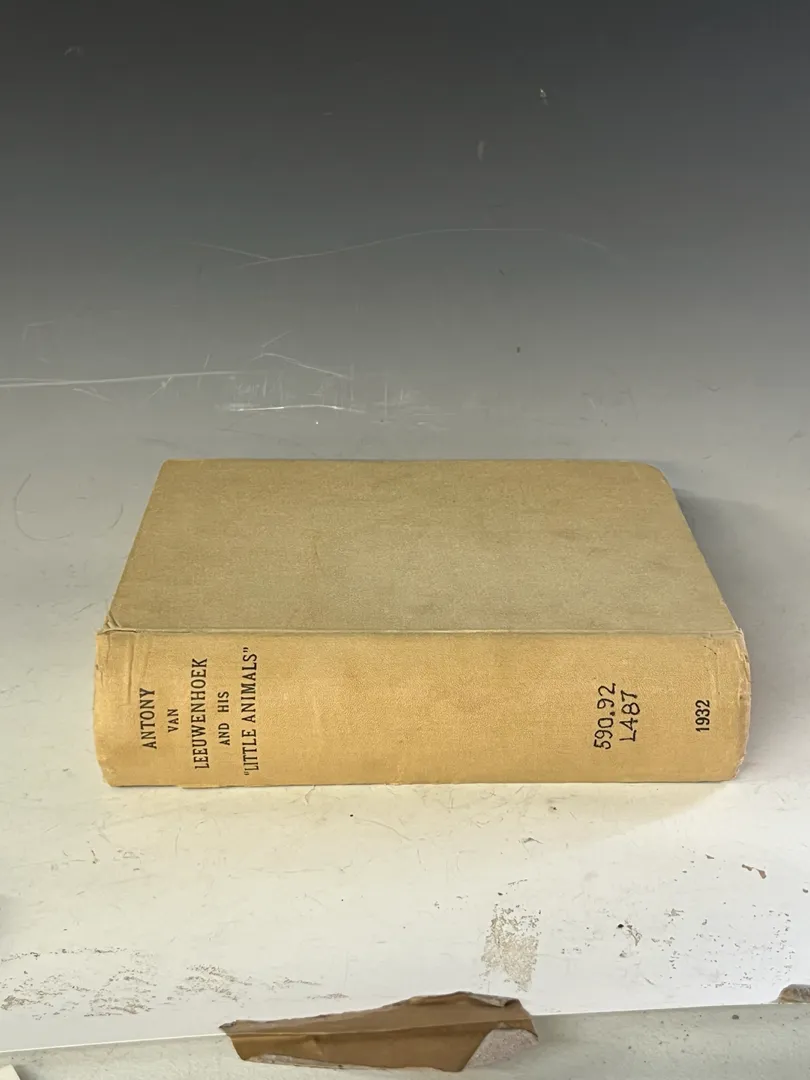 ANTONY
VAN
LEEUWENHOEK
AND HIS
"LITTLE ANIMALS"
590.92
L487
1932